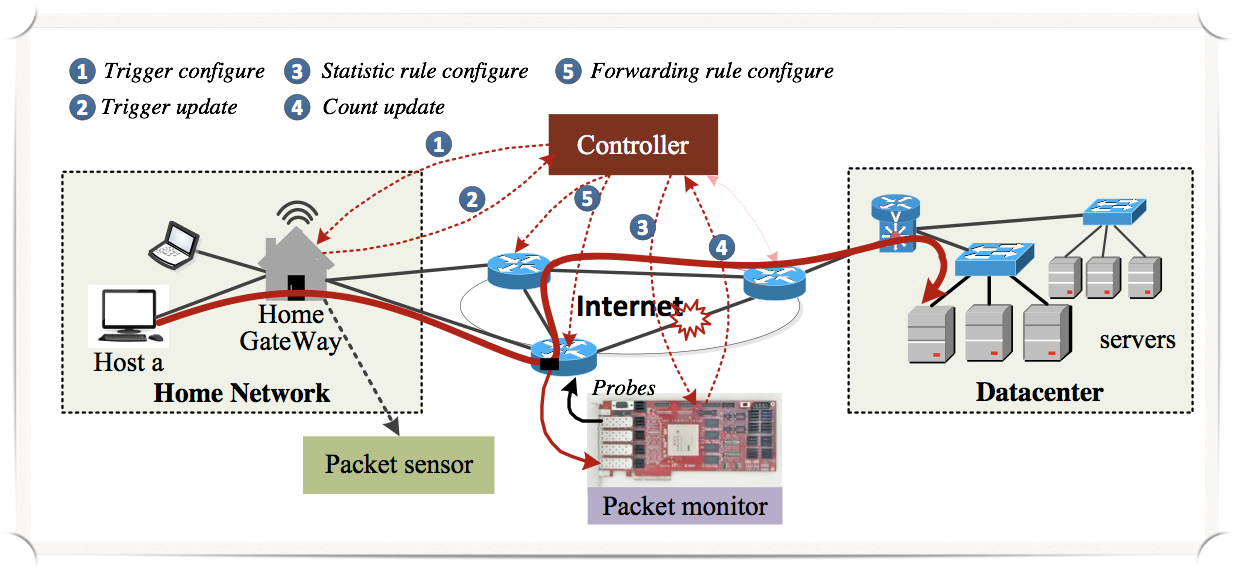 1 Trigger configure 3 Statistic rule configure 5 Forwarding rule configure
2 Trigger update 4 Count update
Controller
1
2
5
3
4
Internet
Home
GateWay
Host a
Home Network
servers
Datacenter
Probes
Packet sensor
Packet monitor